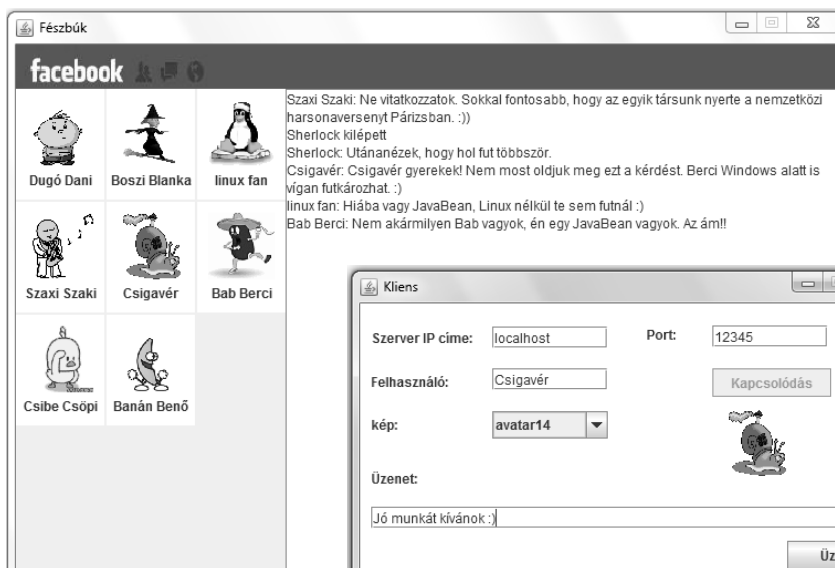 Fészbúk
facebook
Dugó Dani
Boszi Blanka
linux fan
Szaxi Szaki
Csigavér
Bab Berci
Csibe Csöpi
Banán Benő
Szaxi Szaki: Ne vitatkozzatok. Sokkal fontosabb, hogy az egyik társunk nyerte a nemzetközi
harsonaversenyt Párizsban. :))
Sherlock kilépett
Sherlock: Utánanézek, hogy hol fut többször.
Csigavér: Csigavér gyerekek! Nem most oldjuk meg ezt a kérdést. Berci Windows alatt is
vígan futkározhat. :)
linux fan: Hiába vagy JavaBean, Linux nélkül te sem futnál :)
Bab Berci: Nem akármilyen Bab vagyok, én egy JavaBean vagyok. Az ám!!
Kliens
Szerver IP címe:
localhost
Port:
12345
Felhasználó:
Csigavér
Kapcsolódás
kép:
avatar14
Üzenet:
Jó munkát kívánok :)
Üz